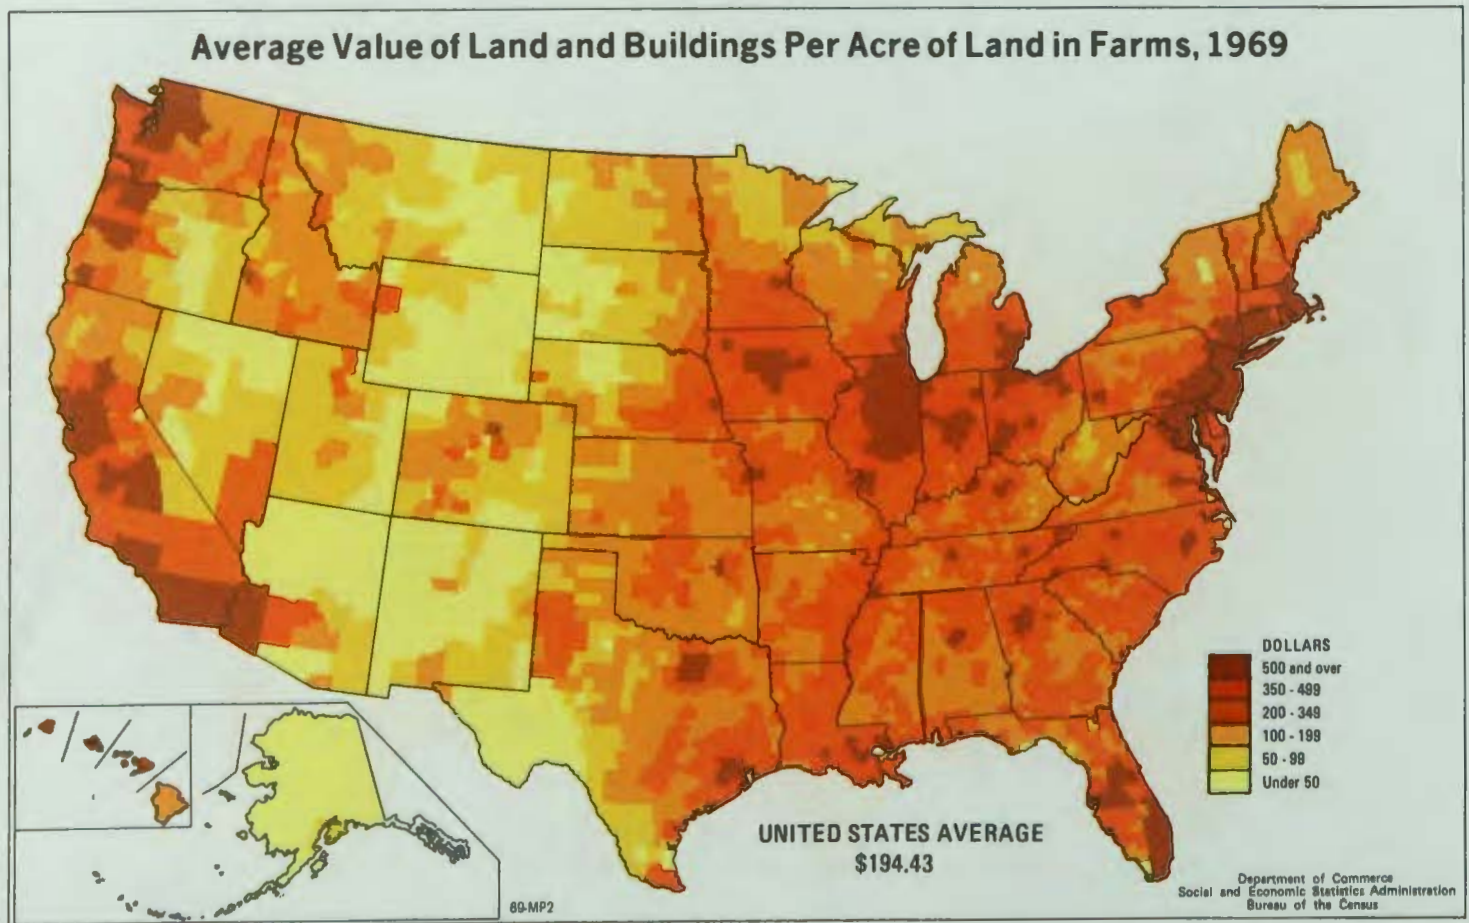 Average Value of Land and Buildings Per Acre of Land in Farms, 1969
DOLLARS
500 and over
350 - 499
200 - 349
100 - 199
50 - 99
Under 50
UNITED STATES AVERAGE
$194.43
Department of Commerce
Social and Economic Statistics Administration
Bureau of the Census
69-MP2